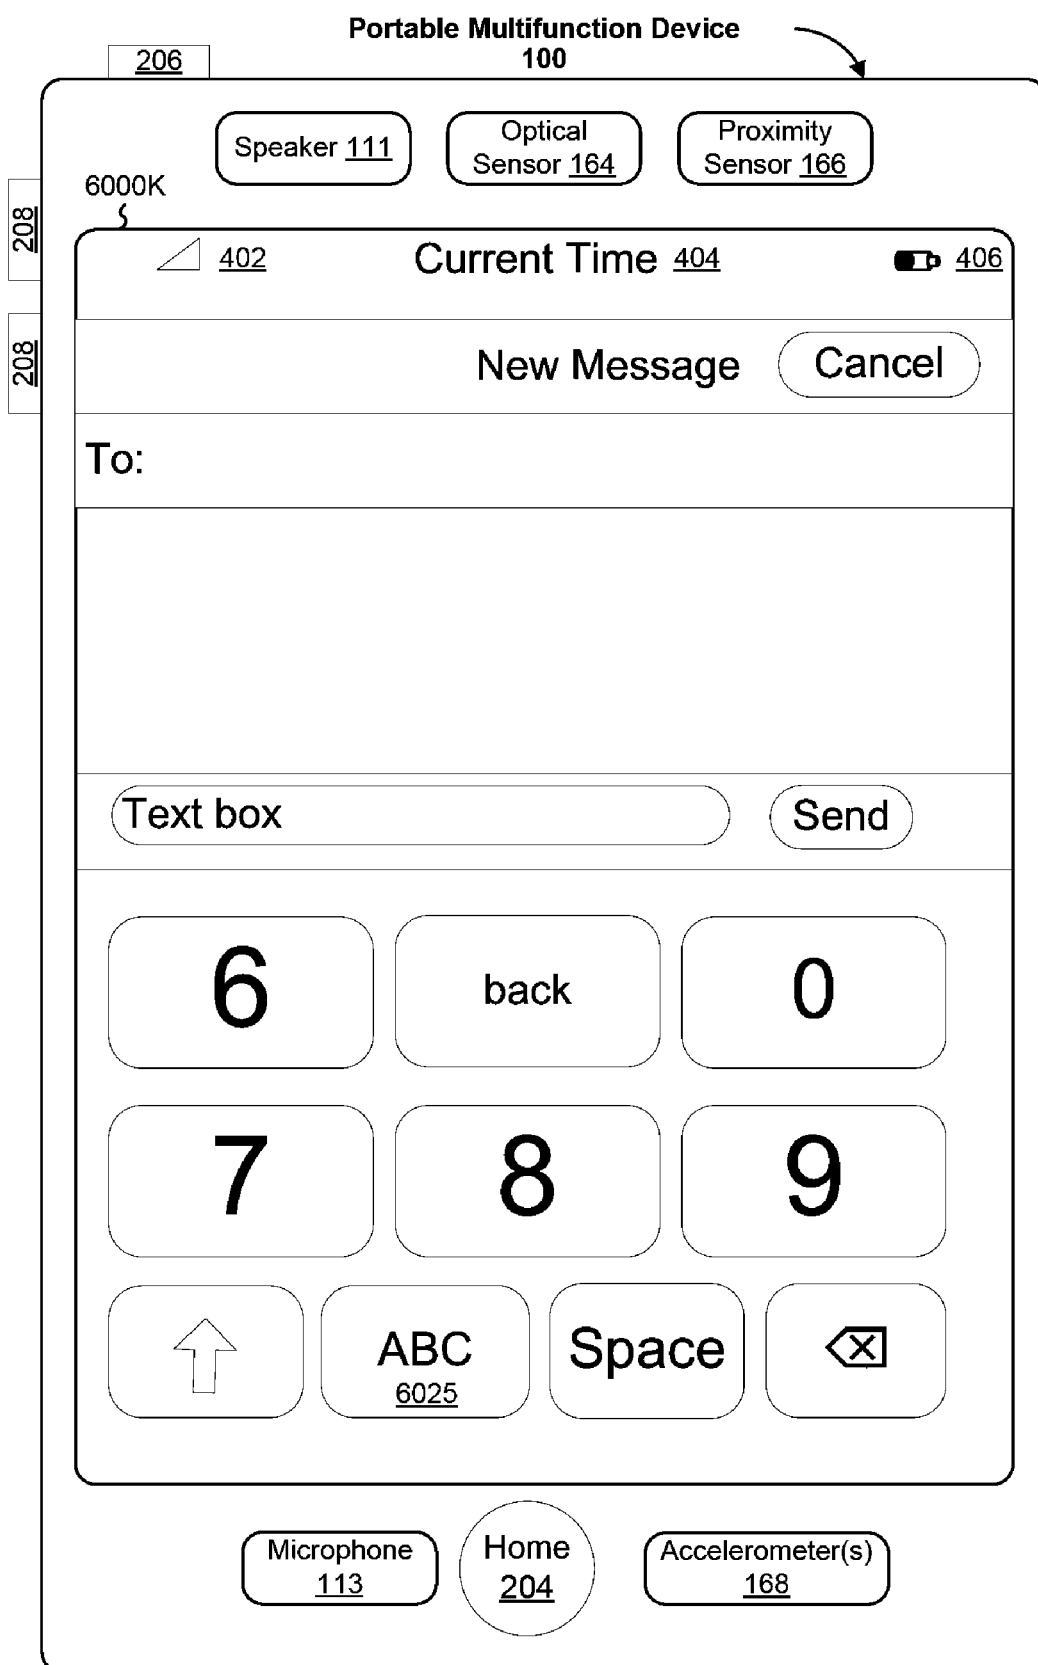 Portable Multifunction Device
100
206
Speaker 111
Optical
Sensor 164
Proximity
Sensor 166
6000K
208
402
Current Time 404
406
208
New Message
Cancel
To:
Text box
Send
6
back
0
7
8
9
ABC
6025
Space
Microphone
113
Home
204
Accelerometer(s)
168